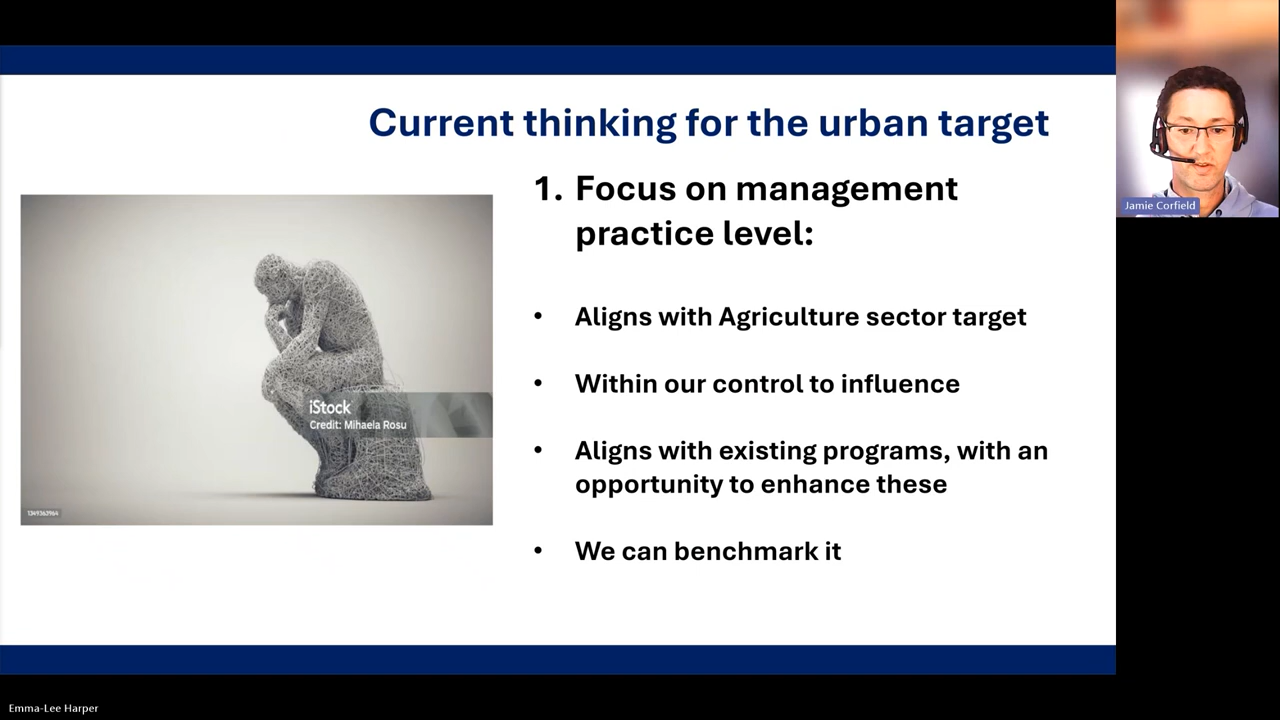 Current thinking for the urban target
1. Focus on management
practice level:
• Aligns with Agriculture sector target
• Within our control to influence
• Aligns with existing programs, with an
opportunity to enhance these
• We can benchmark it
iStock
Credit: Mihaela Rosu
1349362964
Jamie Corfield
Emma-Lee Harper